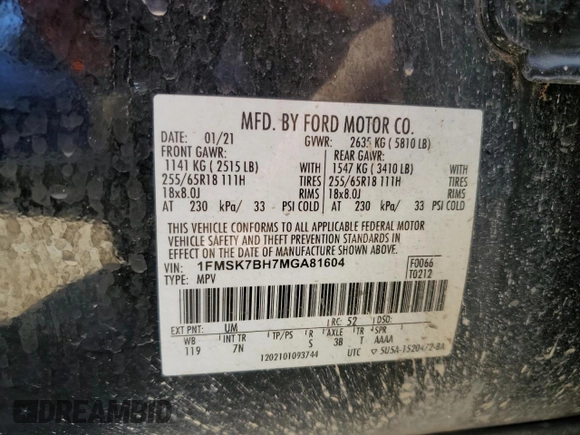 MFD. BY FORD MOTOR CO.
DATE: 01/21 GVWR: 2635 KG ( 5810 LB)
FRONT GAWR: REAR GAWR:
1141 KG ( 2515 LB) WITH 1547 KG ( 3410 LB) WITH
255/65R18 111H TIRES 255/65R18 111H TIRES
18x8.0J RIMS 18x8.0J RIMS
AT 230 kPa/ 33 PSI COLD AT 230 kPa/ 33 PSI COLD
THIS VEHICLE CONFORMS TO ALL APPLICABLE FEDERAL MOTOR
VEHICLE SAFETY AND THEFT PREVENTION STANDARDS IN
EFFECT ON THE DATE OF MANUFACTURE SHOWN ABOVE.
VIN: 1FMSK7BH7MGA81604 F0066
TYPE: MPV T0212
EXT PNT: UM RC: 52 DSO:
WB INT TR TP/PS R AXLE TR SPR
119 7N S 3B T AAAA
1202101093744 UTC 5U5A-15204/2-BA
DREAMBID